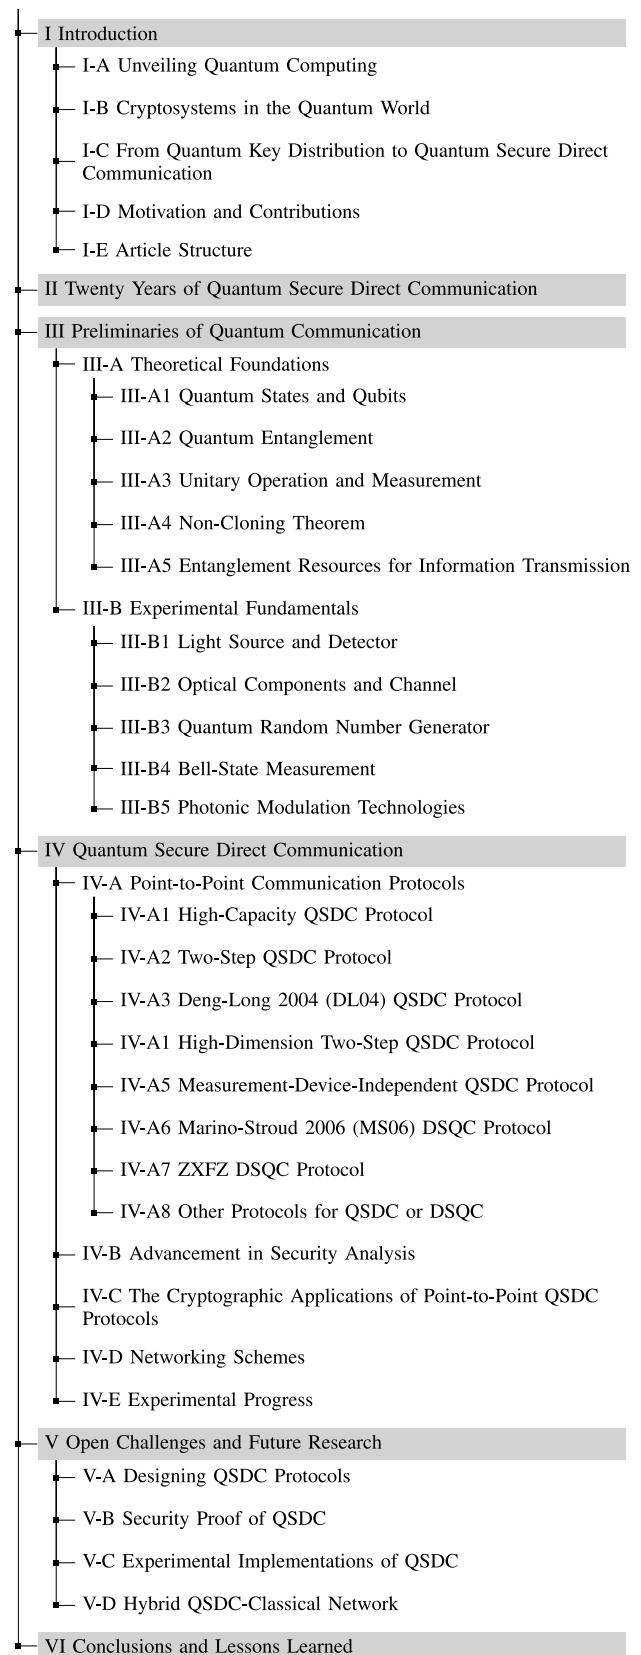 I Introduction
I-A Unveiling Quantum Computing
I-B Cryptosystems in the Quantum World
I-C From Quantum Key Distribution to Quantum Secure Direct
Communication
I-D Motivation and Contributions
I-E Article Structure
II Twenty Years of Quantum Secure Direct Communication
III Preliminaries of Quantum Communication
III-A Theoretical Foundations
III-A1 Quantum States and Qubits
III-A2 Quantum Entanglement
III-A3 Unitary Operation and Measurement
III-A4 Non-Cloning Theorem
III-A5 Entanglement Resources for Information Transmission
III-B Experimental Fundamentals
III-B1 Light Source and Detector
III-B2 Optical Components and Channel
III-B3 Quantum Random Number Generator
III-B4 Bell-State Measurement
III-B5 Photonic Modulation Technologies
IV Quantum Secure Direct Communication
IV-A Point-to-Point Communication Protocols
IV-A1 High-Capacity QSDC Protocol
IV-A2 Two-Step QSDC Protocol
IV-A3 Deng-Long 2004 (DL04) QSDC Protocol
IV-A1 High-Dimension Two-Step QSDC Protocol
IV-A5 Measurement-Device-Independent QSDC Protocol
IV-A6 Marino-Stroud 2006 (MS06) DSQC Protocol
IV-A7 ZXFZ DSQC Protocol
IV-A8 Other Protocols for QSDC or DSQC
IV-B Advancement in Security Analysis
IV-C The Cryptographic Applications of Point-to-Point QSDC
Protocols
IV-D Networking Schemes
IV-E Experimental Progress
V Open Challenges and Future Research
V-A Designing QSDC Protocols
V-B Security Proof of QSDC
V-C Experimental Implementations of QSDC
V-D Hybrid QSDC-Classical Network
VI Conclusions and Lessons Learned